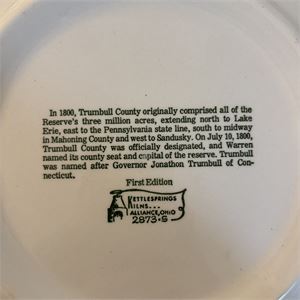 In 1800, Trumbull County originally comprised all of the
Reserve's three million acres, extending north to Lake
Erie, east to the Pennsylvania state line, south to midway
in Mahoning County and west to Sandusky. On July 10, 1800,
Trumbull County was officially designated, and Warren
named its county seat and capital of the reserve. Trumbull
was named after Governor Jonathon Trumbull of Con-
necticut.
First Edition
KETTLESPRINGS
KILNS...
ALLIANCE, OHIO
2873-S